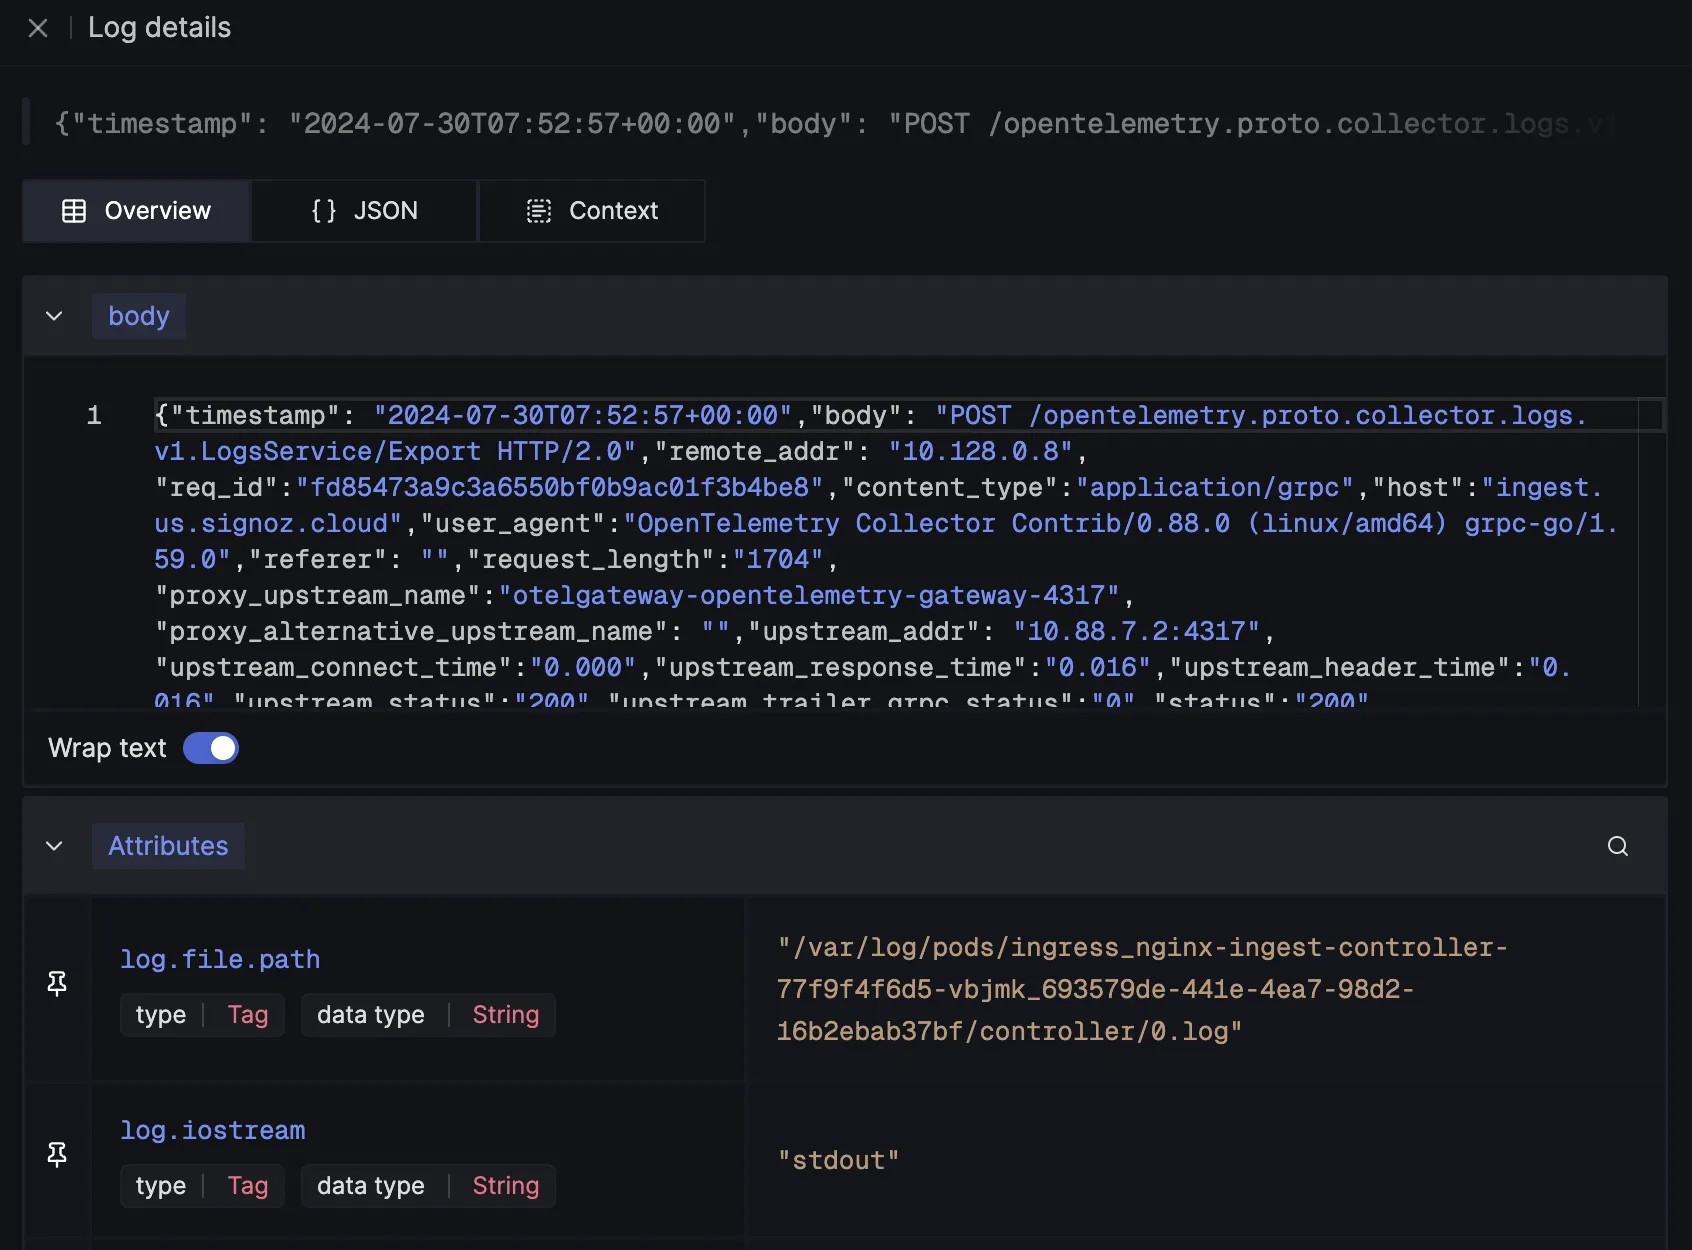 Log details
{"timestamp": "2024-07-30T07:52:57+00:00","body": "POST /opentelemetry.proto.collector.logs.v1
Overview
JSON
Context
body
1
{"timestamp": "2024-07-30T07:52:57+00:00","body": "POST /opentelemetry.proto.collector.logs.
v1.LogsService/Export HTTP/2.0","remote_addr": "10.128.0.8",
"req_id":"fd85473a9c3a6550bf0b9ac01f3b4be8","content_type":"application/grpc","host":"ingest.
us.signoz.cloud","user_agent":"OpenTelemetry Collector Contrib/0.88.0 (linux/amd64) grpc-go/1.
59.0","referer": "","request_length":"1704",
"proxy_upstream_name":"otelgateway-opentelemetry-gateway-4317",
"proxy_alternative_upstream_name": "","upstream_addr": "10.88.7.2:4317",
"upstream_connect_time":"0.000","upstream_response_time":"0.016","upstream_header_time":"0.
016","upstream_status":"200","upstream_trailer_grpc_status":"0","status":"200"
Wrap text
Attributes
log.file.path
type Tag data type String
"/var/log/pods/ingress_nginx-ingest-controller-
77f9f4f6d5-vbjmk_693579de-441e-4ea7-98d2-
16b2ebab37bf/controller/0.log"
log.iostream
type Tag data type String
"stdout"